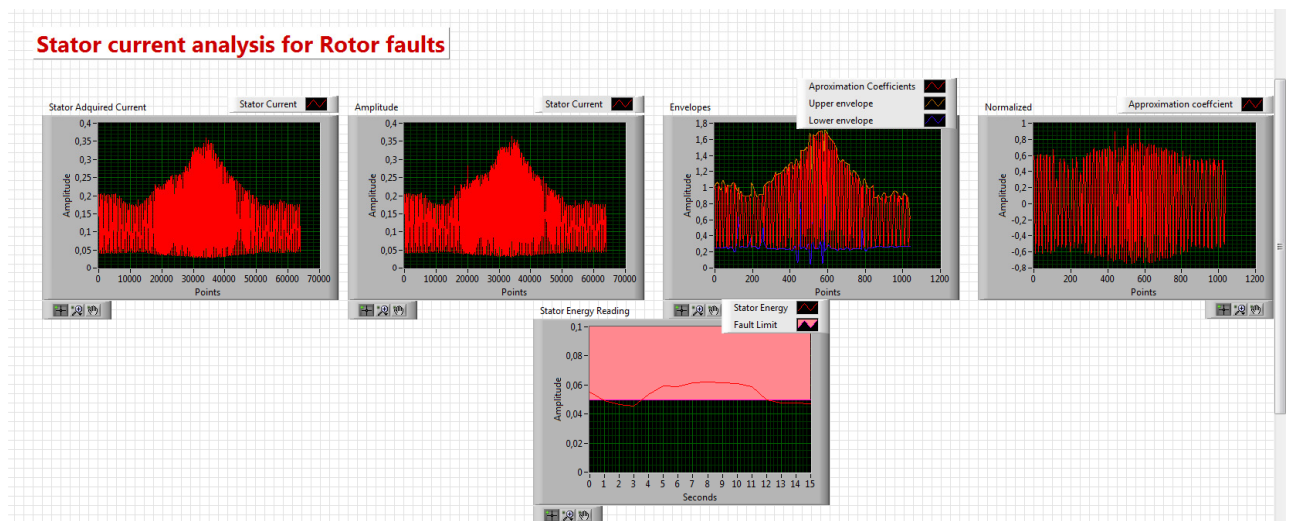 Stator current analysis for Rotor faults
Stator Adquired Current
Stator Current
Amplitude
0,4
0,35
0,3
0,25
0,2
0,15
0,1
0,05
0
0 10000 20000 30000 40000 50000 60000 70000
Points
Amplitude
Stator Current
Amplitude
0,4
0,35
0,3
0,25
0,2
0,15
0,1
0,05
0
0 10000 20000 30000 40000 50000 60000 70000
Points
Envelopes
Aproximation Coefficients
Upper envelope
Lower envelope
Amplitude
1,8
1,6
1,4
1,2
1
0,8
0,6
0,4
0,2
0
0 200 400 600 800 1000 1200
Points
Normalized
Approximation coeffcient
Amplitude
1
0,8
0,6
0,4
0,2
0
-0,2
-0,4
-0,6
-0,8
0 200 400 600 800 1000 1200
Points
Stator Energy Reading
Stator Energy
Fault Limit
Amplitude
0,1
0,08
0,06
0,04
0,02
0
0 1 2 3 4 5 6 7 8 9 10 11 12 13 14 15
Seconds